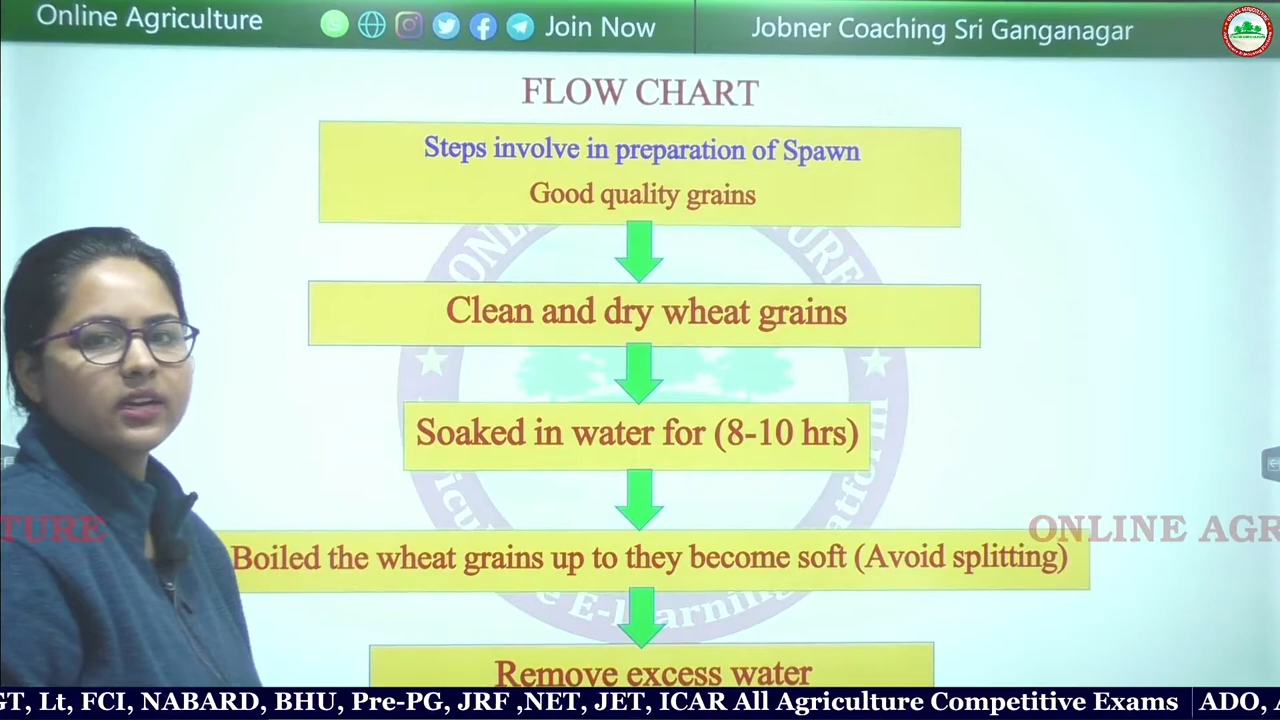 Online Agriculture
Join Now
Jobner Coaching Sri Ganganagar
FLOW CHART
Steps involve in preparation of Spawn
Good quality grains
Clean and dry wheat grains
Soaked in water for (8-10 hrs)
TURE
ONLINE AGR
Boiled the wheat grains up to they become soft (Avoid splitting)
Remove excess water
GT, Lt, FCI, NABARD, BHU, Pre-PG, JRF ,NET, JET, ICAR All Agriculture Competitive Exams
ADO,